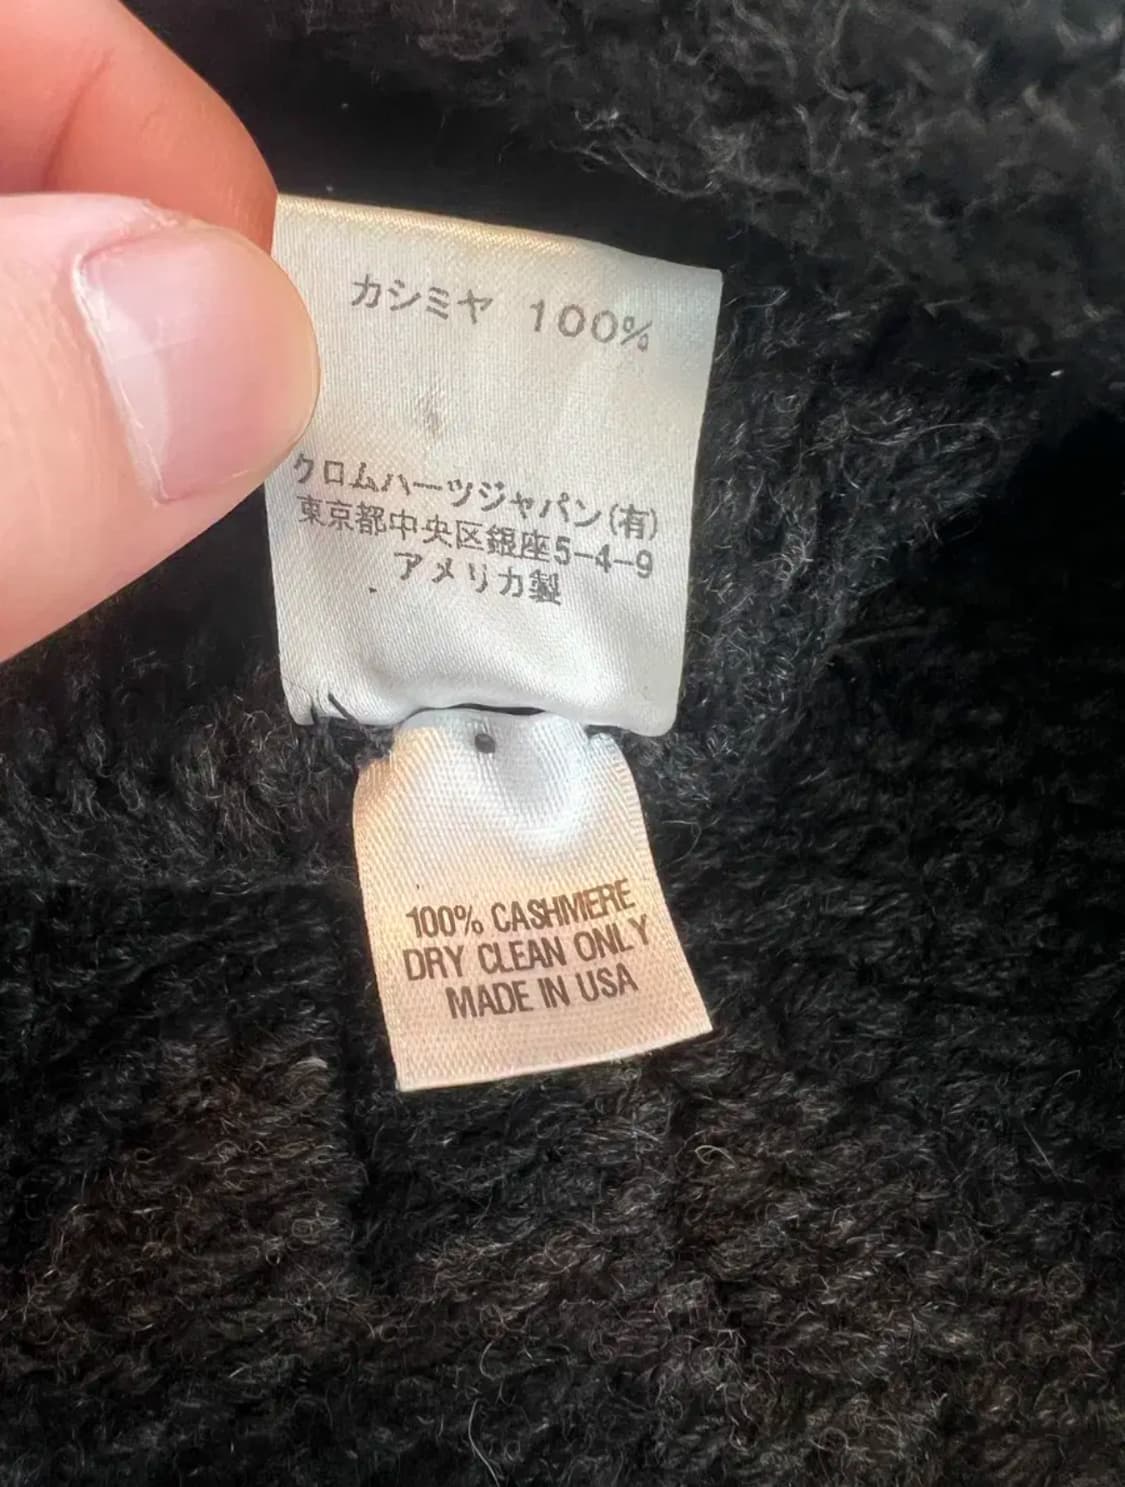 カシミヤ 100%
クロムハーツジャパン(有)
東京都中央区銀座5-4-9
アメリカ製
100% CASHMERE
DRY CLEAN ONLY
MADE IN USA